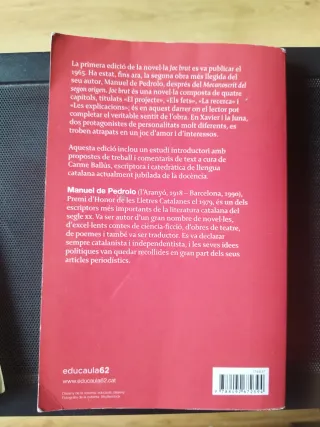 La primera edició de la novel·la Joc brut es va publicar el
1965. Ha estat, fins ara, la segona obra més llegida del
seu autor, Manuel de Pedrolo, després del Mecanoscrit del
segon origen. Joc brut és una novel·la composta de quatre
capítols, titulats «El projecte», «Els fets», «La recerca» i
«Les explicacions»; és en aquest darrer on el lector pot
completar el veritable sentit de l'obra. En Xavier i la Juna,
dos protagonistes de personalitats molt diferents, es
troben atrapats en un joc d'amor i d'interessos.
Aquesta edició inclou un estudi introductori amb
propostes de treball i comentaris de text a cura de
Carme Ballús, escriptora i catedràtica de llengua
catalana actualment jubilada de la docència.
Manuel de Pedrolo (l'Aranyó, 1918 – Barcelona, 1990),
Premi d'Honor de les Lletres Catalanes el 1979, és un dels
escriptors més importants de la literatura catalana del
segle xx. Va ser autor d'un gran nombre de novel·les,
d'excel·lents contes de ciència-ficció, d'obres de teatre,
de poemes i també va ser traductor. Es va declarar
sempre catalanista i independentista, i les seves idees
polítiques van quedar recollides en gran part dels seus
articles periodístics.
educaula62
www.educaula62.cat